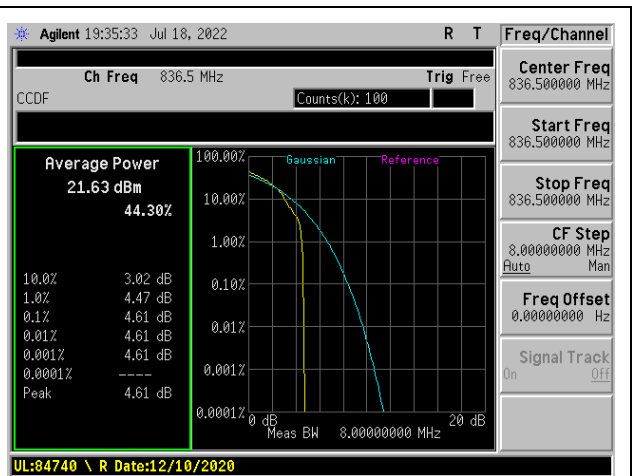 Agilent 19:35:33 Jul 18, 2022 R T Freq/Channel
Ch Freq 836.5 MHz Trig Free
CCDF Counts(k): 100
Center Freq
836.500000 MHz
Start Freq
836.500000 MHz
Stop Freq
836.500000 MHz
CF Step
8.00000000 MHz
Auto Man
Freq Offset
0.00000000 Hz
Signal Track
On Off
Average Power
21.63 dBm
44.30%
10.0% 3.02 dB
1.0% 4.47 dB
0.1% 4.61 dB
0.01% 4.61 dB
0.001% 4.61 dB
0.0001% ----
Peak 4.61 dB
Gaussian Reference
100.00%
10.00%
1.00%
0.10%
0.01%
0.001%
0.0001%
0 dB 20 dB
Meas BW 8.00000000 MHz
UL:84740 \ R Date:12/10/2020